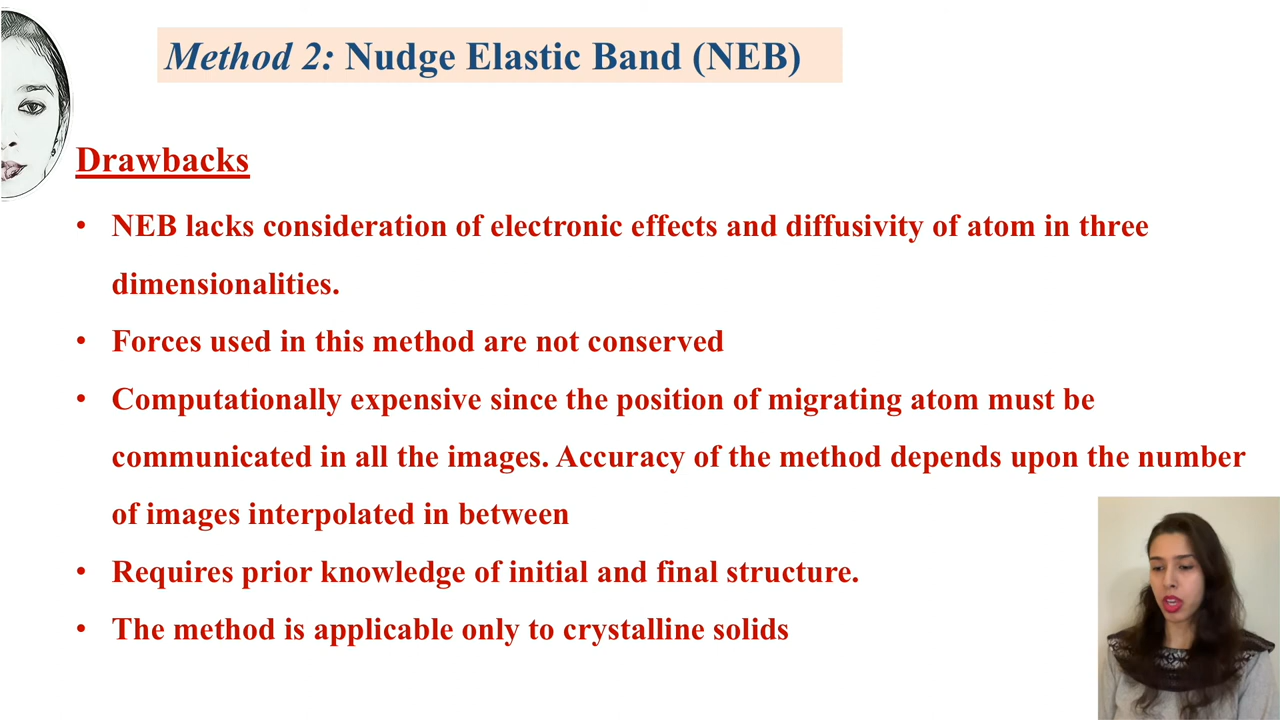 Method 2: Nudge Elastic Band (NEB)
Drawbacks
• NEB lacks consideration of electronic effects and diffusivity of atom in three
dimensionalities.
• Forces used in this method are not conserved
• Computationally expensive since the position of migrating atom must be
communicated in all the images. Accuracy of the method depends upon the number
of images interpolated in between
• Requires prior knowledge of initial and final structure.
• The method is applicable only to crystalline solids